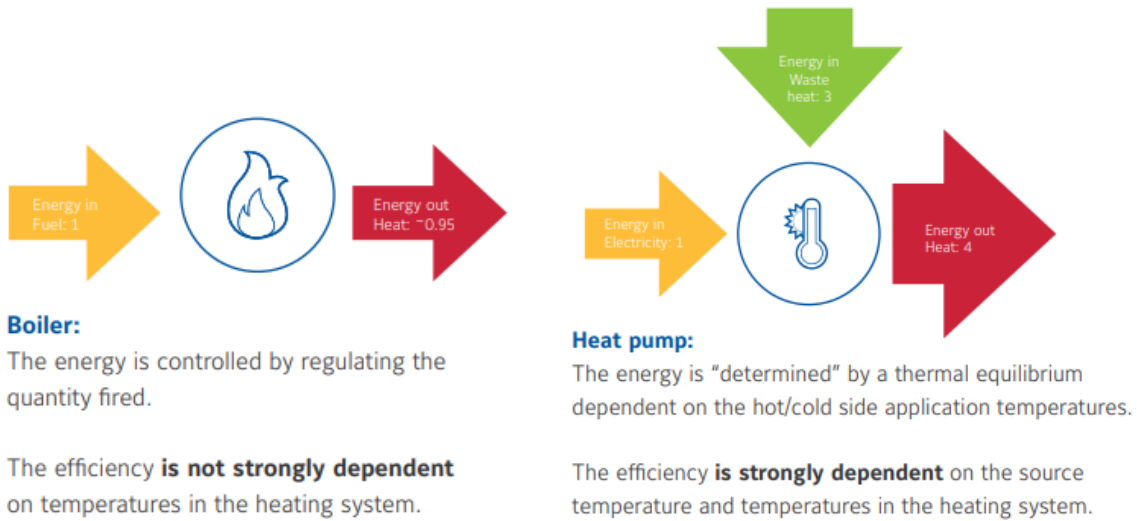 Energy in
Fuel: 1
Energy out
Heat: ~0.95
Boiler:
The energy is controlled by regulating the
quantity fired.
The efficiency is not strongly dependent
on temperatures in the heating system.
Energy in
Waste
heat: 3
Energy in
Electricity: 1
Energy out
Heat: 4
Heat pump:
The energy is “determined” by a thermal equilibrium
dependent on the hot/cold side application temperatures.
The efficiency is strongly dependent on the source
temperature and temperatures in the heating system.